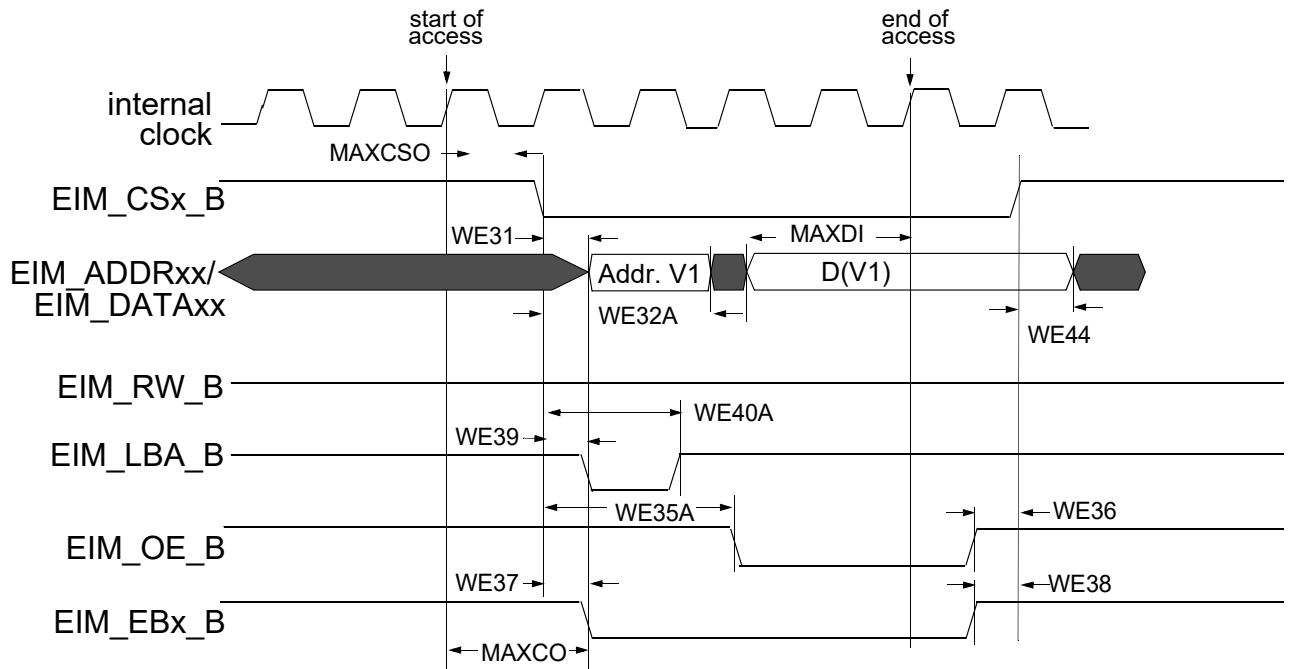 start of
access
end of
access
internal
clock
MAXCSO
EIM_CSx_B
WE31
MAXDI
EIM_ADDRxx/
EIM_DATAxx
Addr. V1
D(V1)
WE32A
WE44
EIM_RW_B
WE40A
WE39
EIM_LBA_B
WE35A
WE36
EIM_OE_B
WE37
WE38
EIM_EBx_B
MAXCO